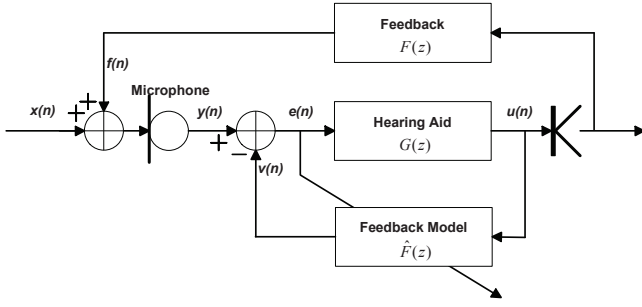 Feedback
F(z)
f(n)
Microphone
x(n)
+
+
y(n)
e(n)
Hearing Aid
G(z)
u(n)
+
−
v(n)
Feedback Model
F̂(z)